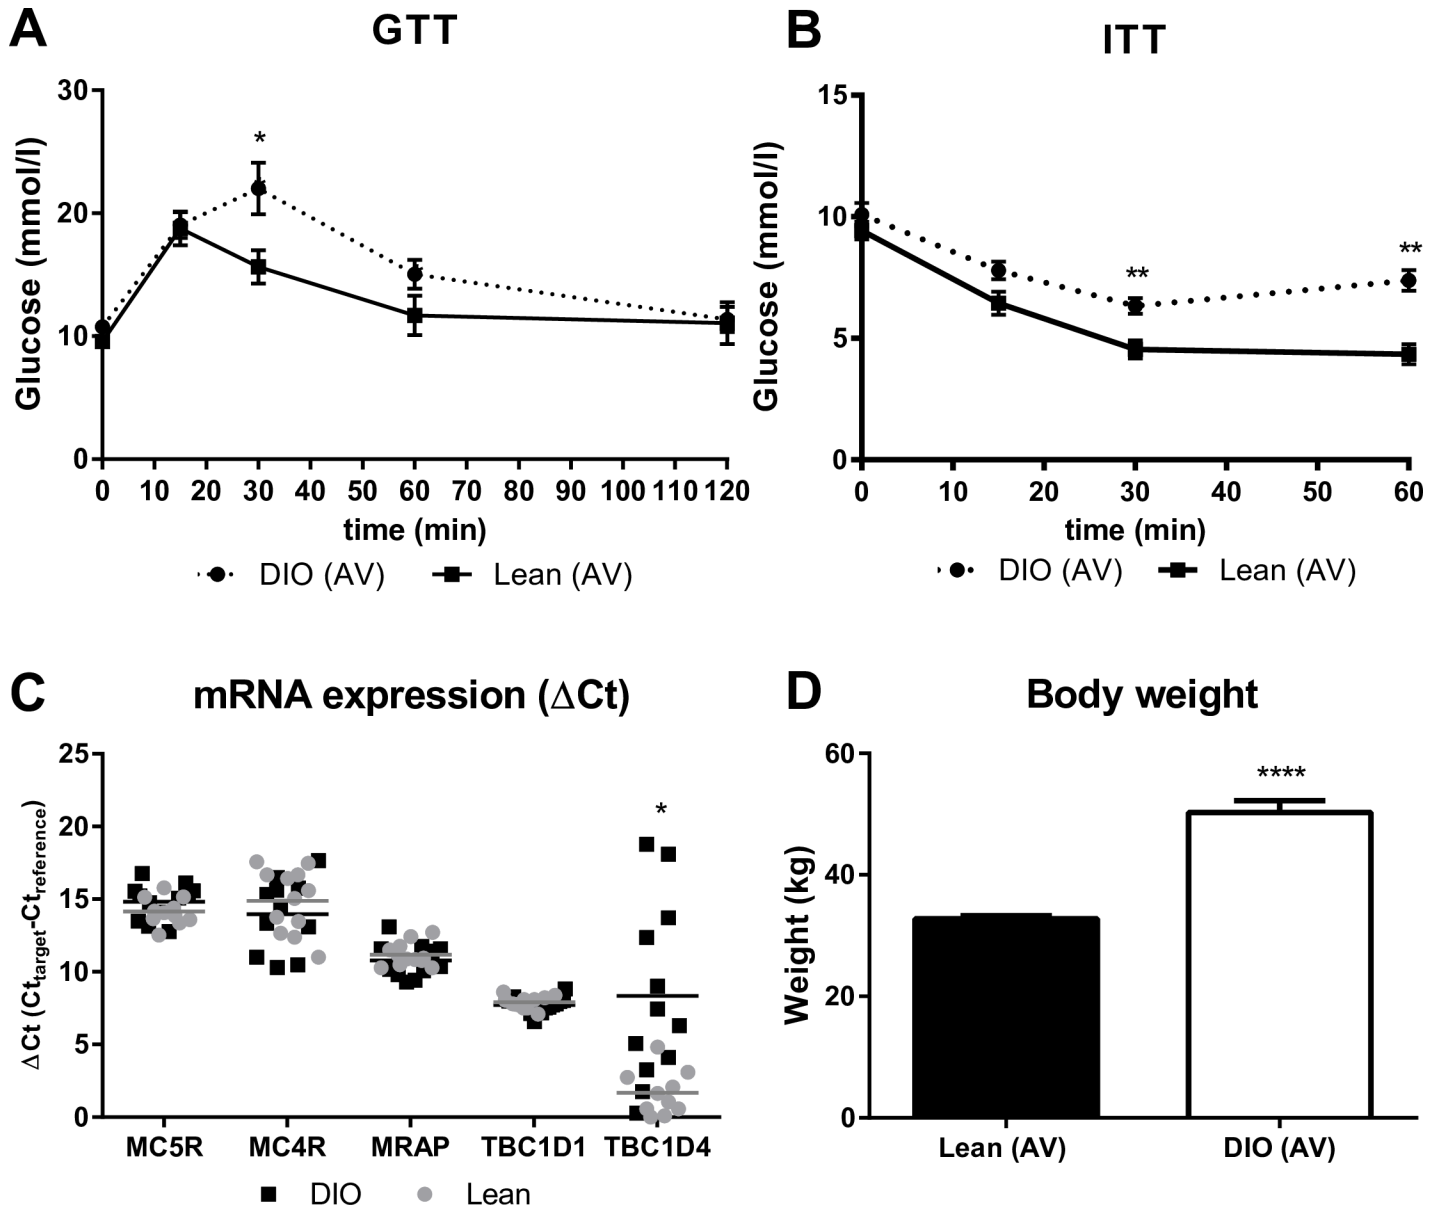 A
GTT
30
20
10
0
Glucose (mmol/l)
*
0 10 20 30 40 50 60 70 80 90 100 110 120
time (min)
DIO (AV) Lean (AV)
B
ITT
15
10
5
0
Glucose (mmol/l)
**
**
0 10 20 30 40 50 60
time (min)
DIO (AV) Lean (AV)
C
mRNA expression (ΔCt)
25
20
15
10
5
0
ΔCt (Cttarget-Ctreference)
*
MC5R MC4R MRAP TBC1D1 TBC1D4
DIO Lean
D
Body weight
60
40
20
0
Weight (kg)
****
Lean (AV) DIO (AV)